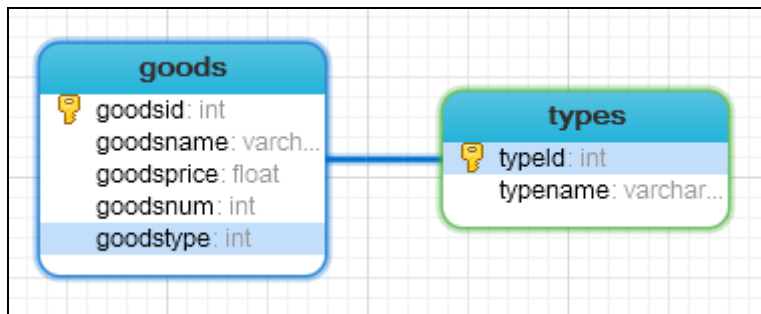 goods
goodsid: int
goodsname: varch...
goodsprice: float
goodsnum: int
goodstype: int
types
typeId: int
typename: varchar...